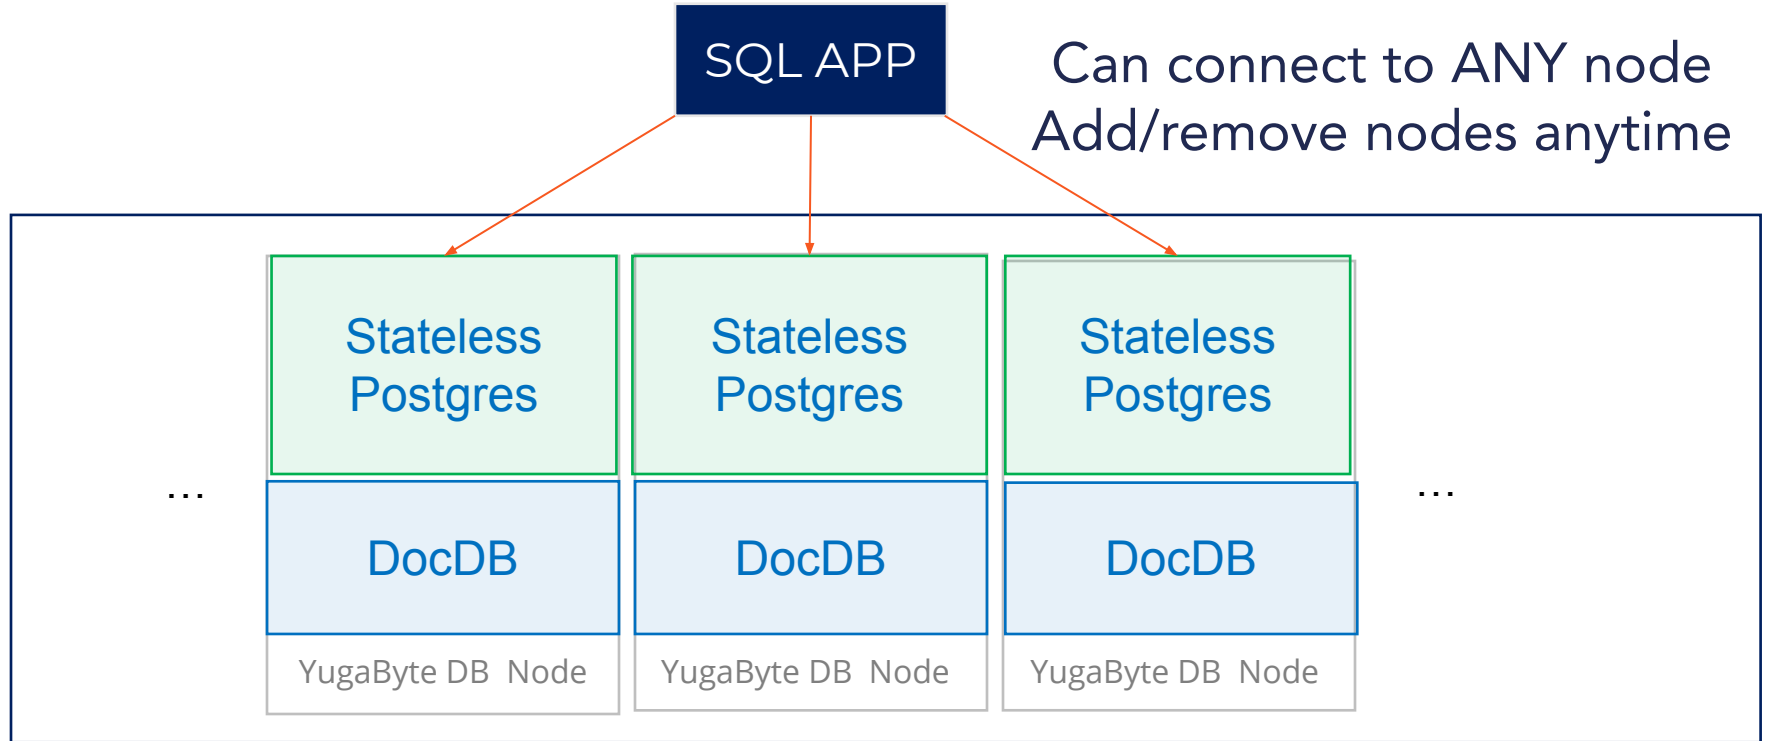 SQL APP
Can connect to ANY node
Add/remove nodes anytime
Stateless
Postgres
Stateless
Postgres
Stateless
Postgres
...
DocDB
DocDB
DocDB
...
YugaByte DB  Node
YugaByte DB  Node
YugaByte DB  Node